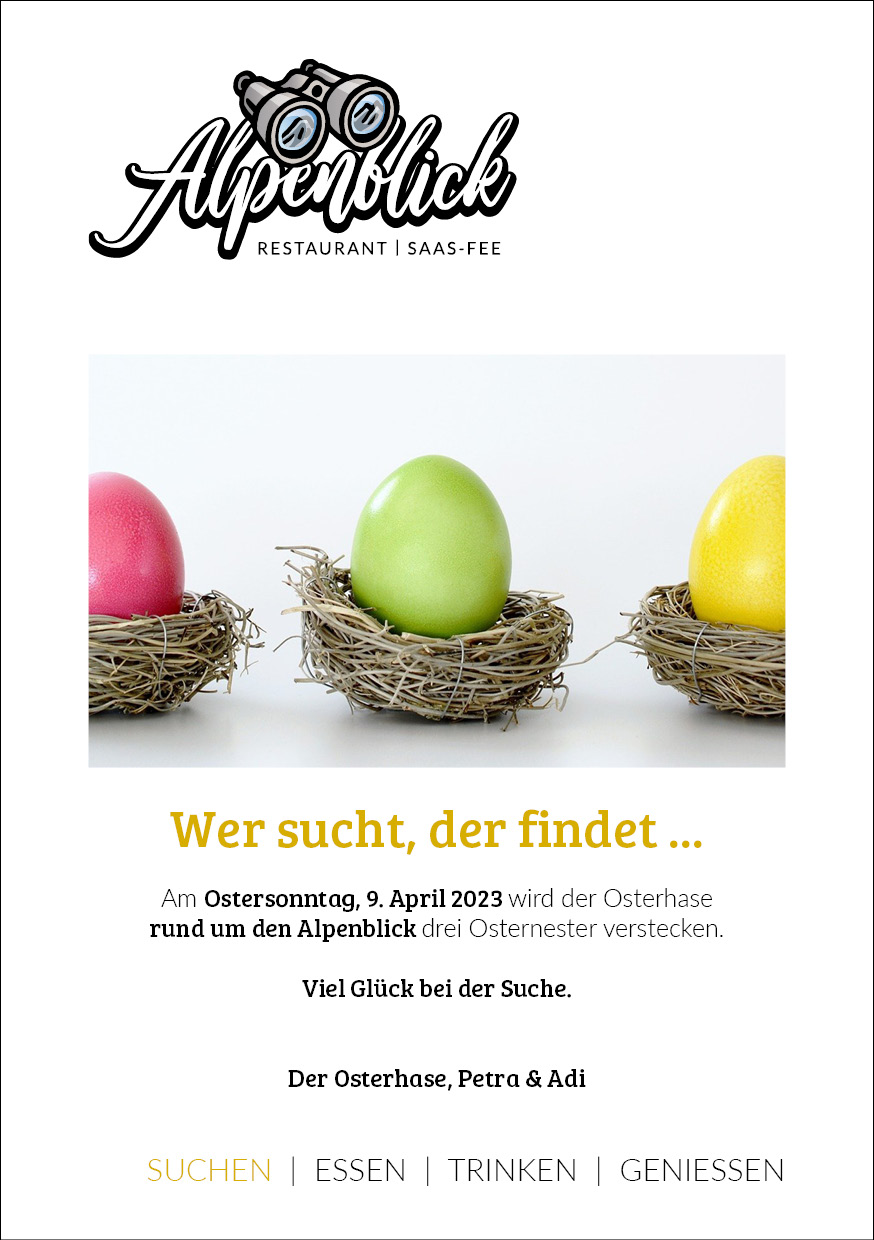 Alpenblick
RESTAURANT | SAAS-FEE
Wer sucht, der findet ...
Am Ostersonntag, 9. April 2023 wird der Osterhase
rund um den Alpenblick drei Osternester verstecken.
Viel Glück bei der Suche.
Der Osterhase, Petra & Adi
SUCHEN | ESSEN | TRINKEN | GENIESSEN